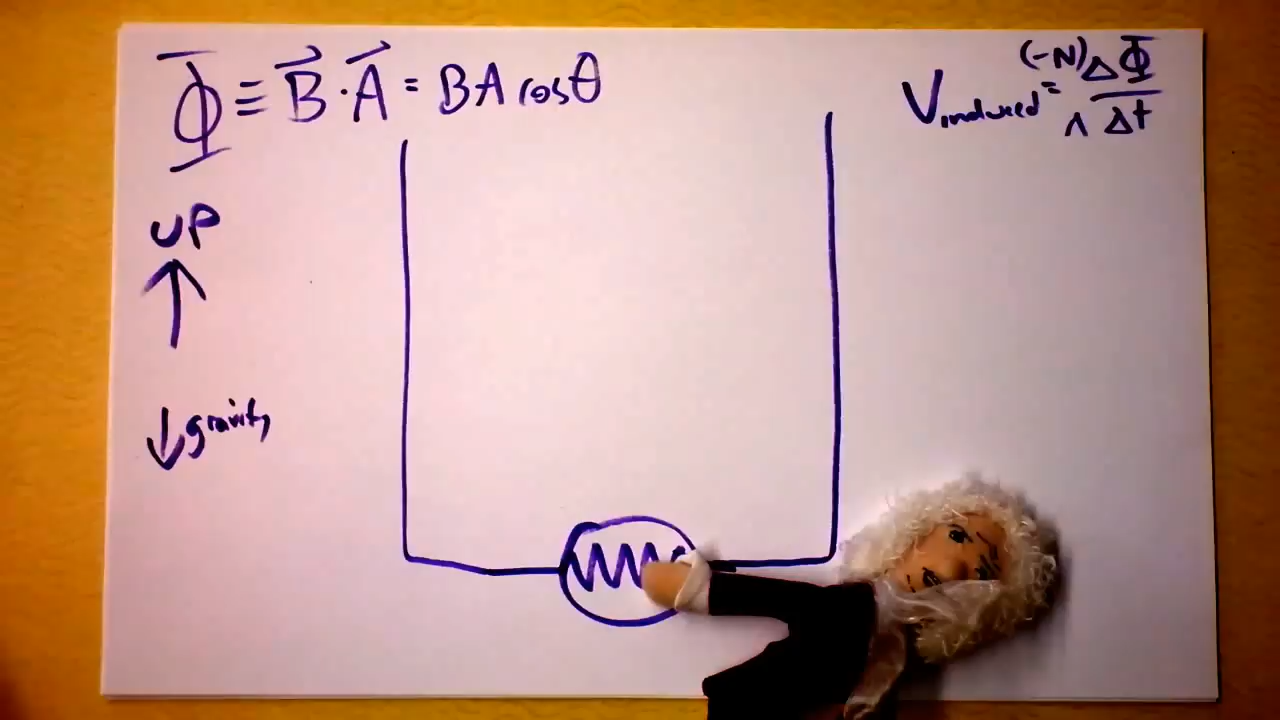 Φ ≡ B⃗ · A⃗ = BA cosθ
V induced = (-N) ΔΦ / Δt
UP
gravity